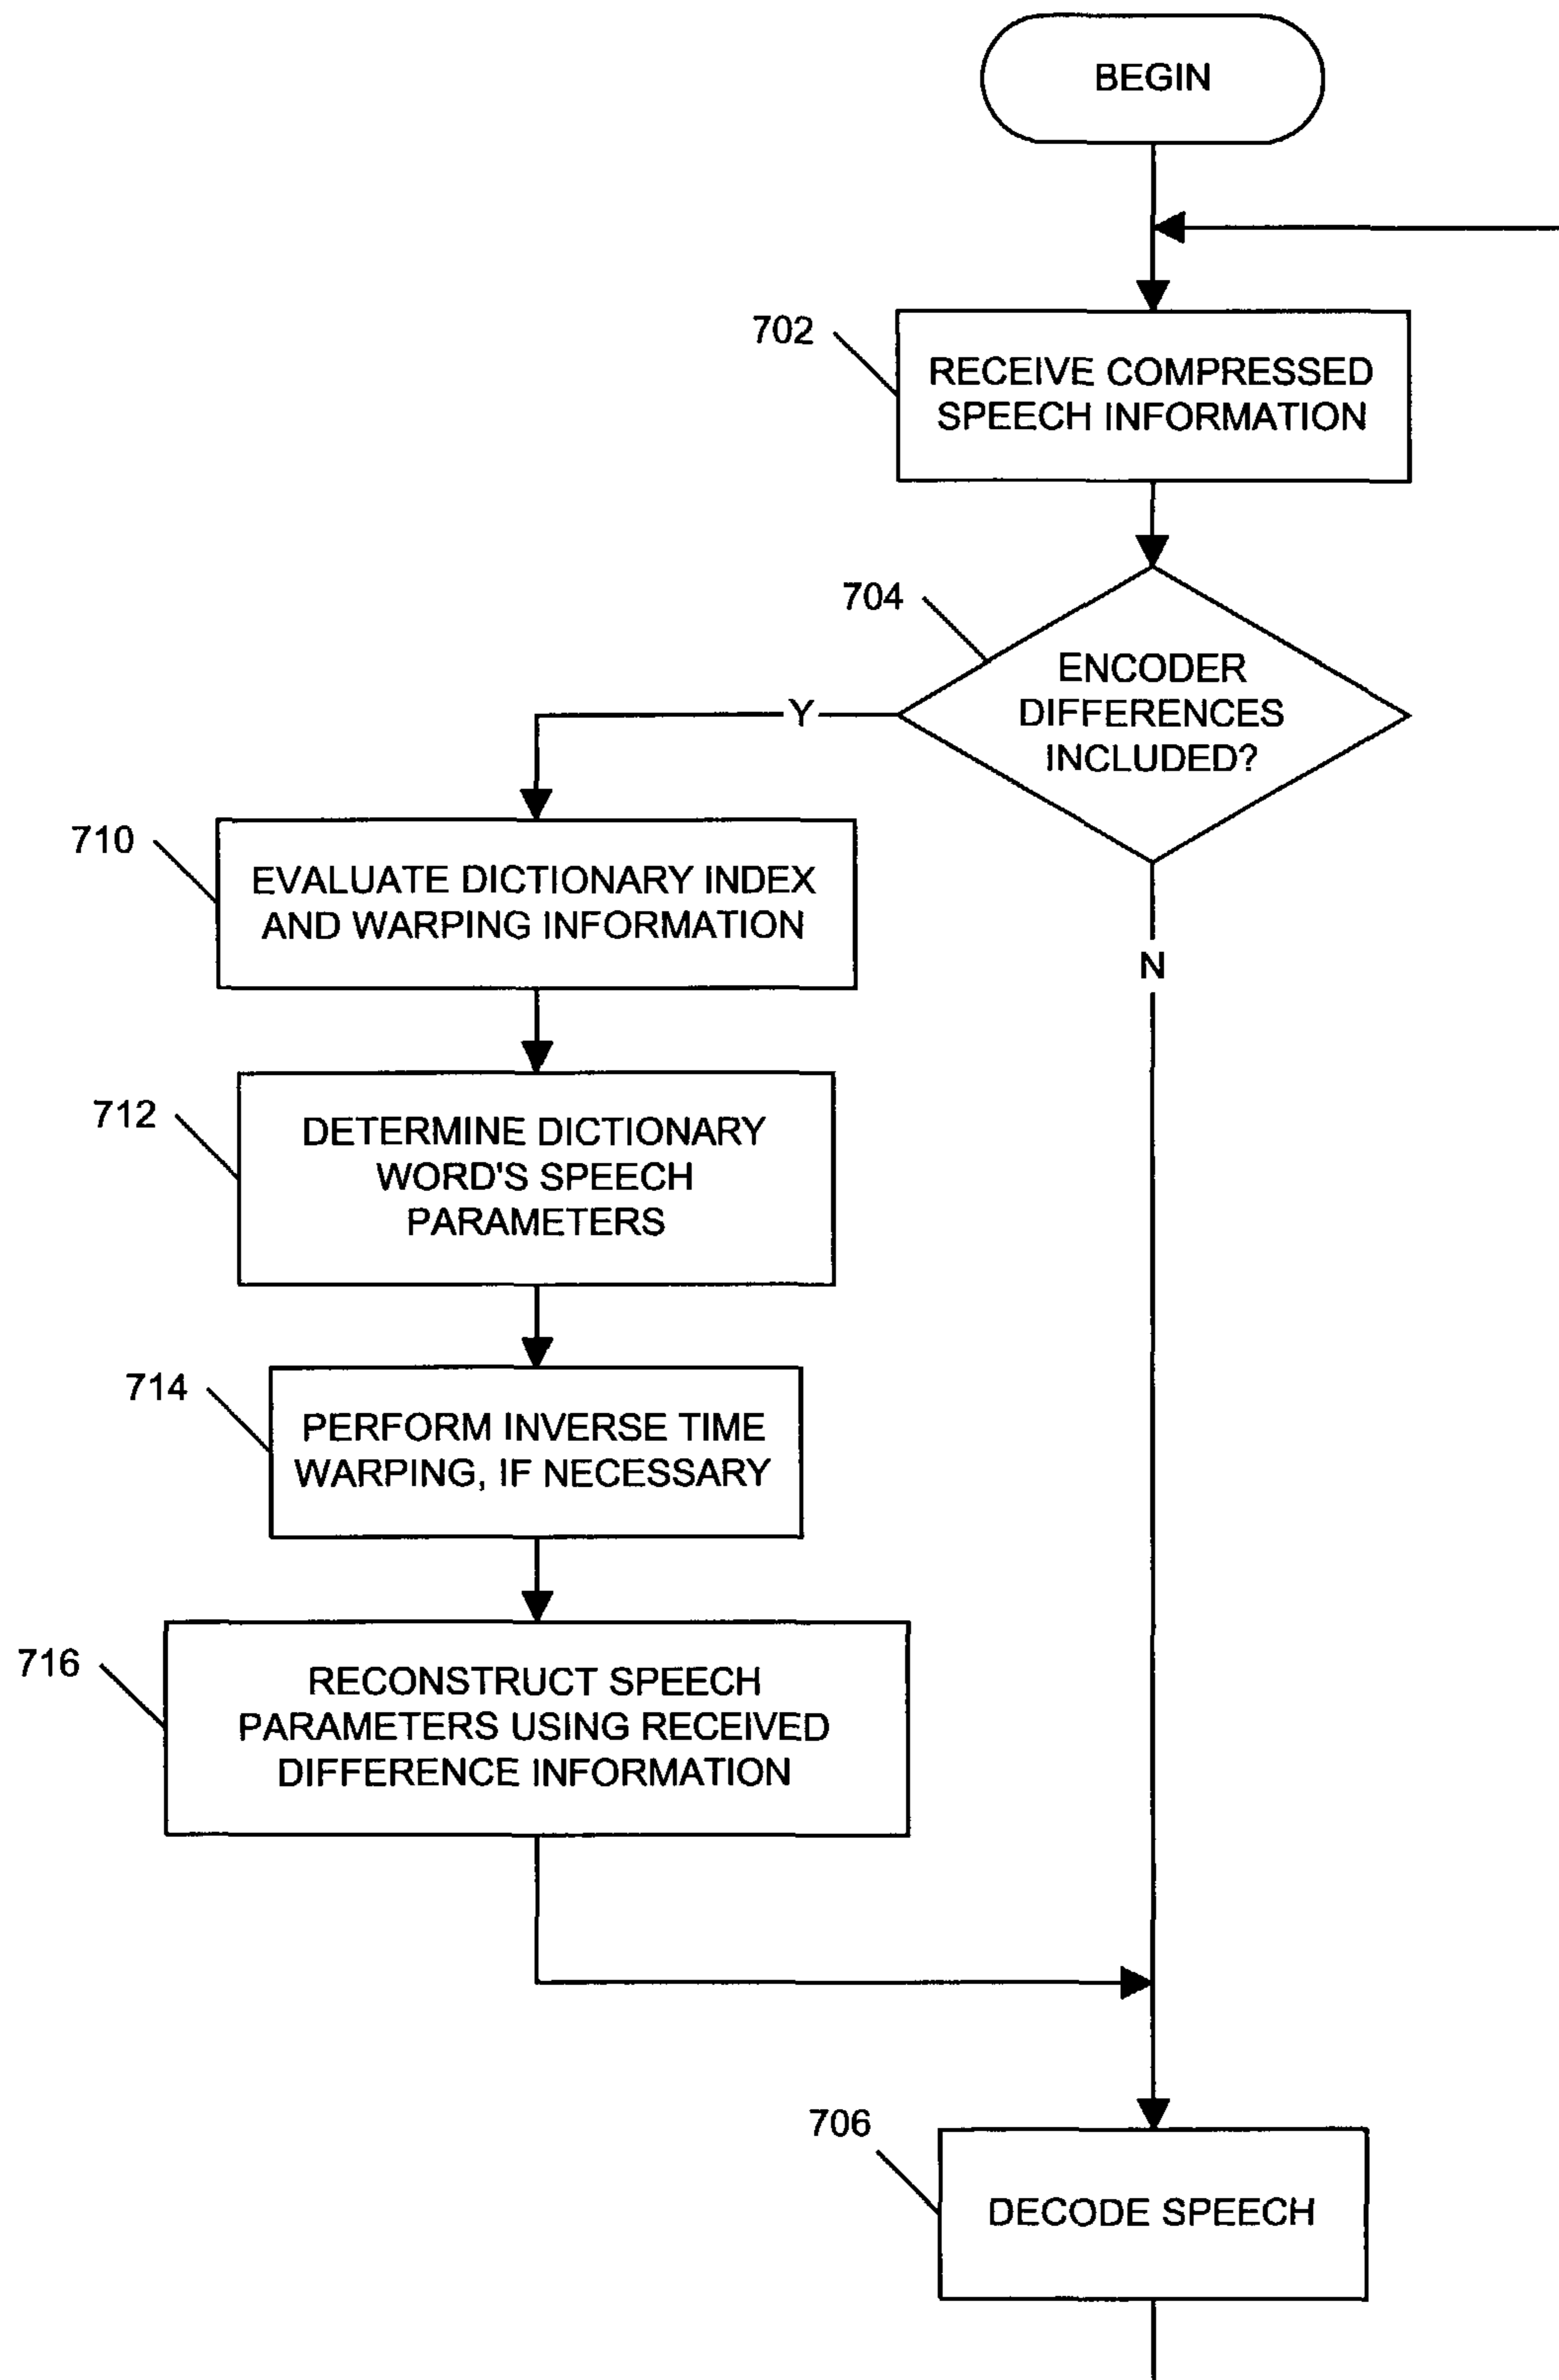 BEGIN
702
RECEIVE COMPRESSED
SPEECH INFORMATION
704
ENCODER
DIFFERENCES
INCLUDED?
Y
710
EVALUATE DICTIONARY INDEX
AND WARPING INFORMATION
N
712
DETERMINE DICTIONARY
WORD'S SPEECH
PARAMETERS
714
PERFORM INVERSE TIME
WARPING, IF NECESSARY
716
RECONSTRUCT SPEECH
PARAMETERS USING RECEIVED
DIFFERENCE INFORMATION
706
DECODE SPEECH